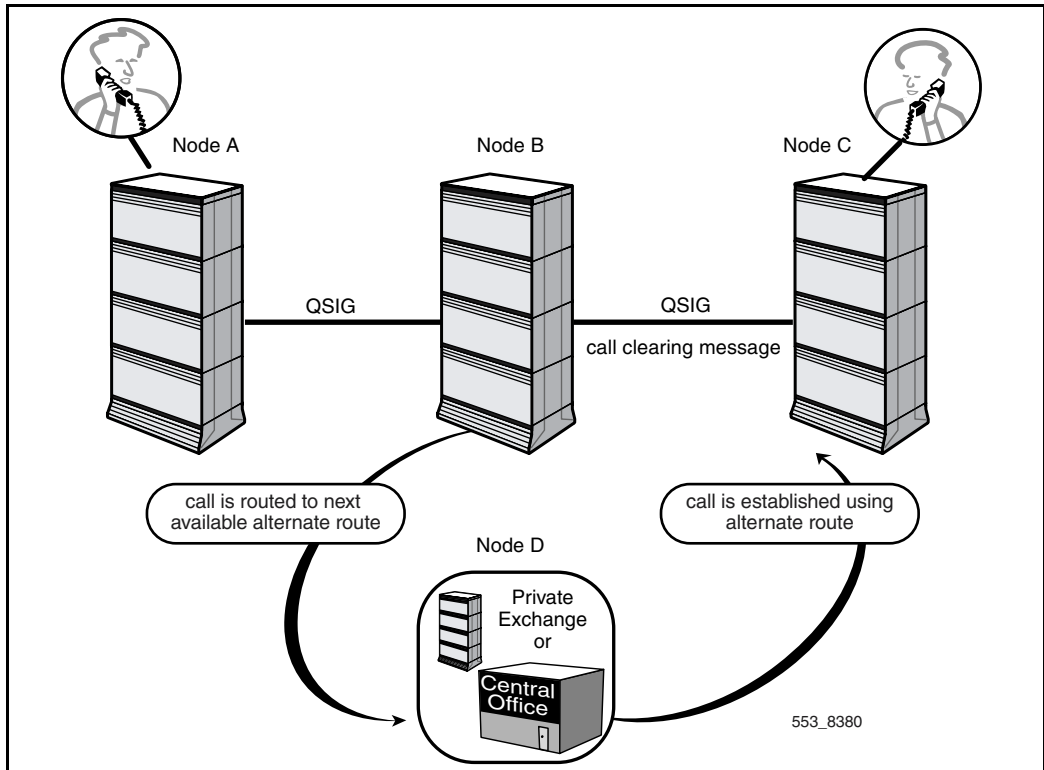 Node A
Node B
Node C
QSIG
QSIG
call clearing message
call is routed to next
available alternate route
call is established using
alternate route
Node D
Private
Exchange
or
Central
Office
553_8380